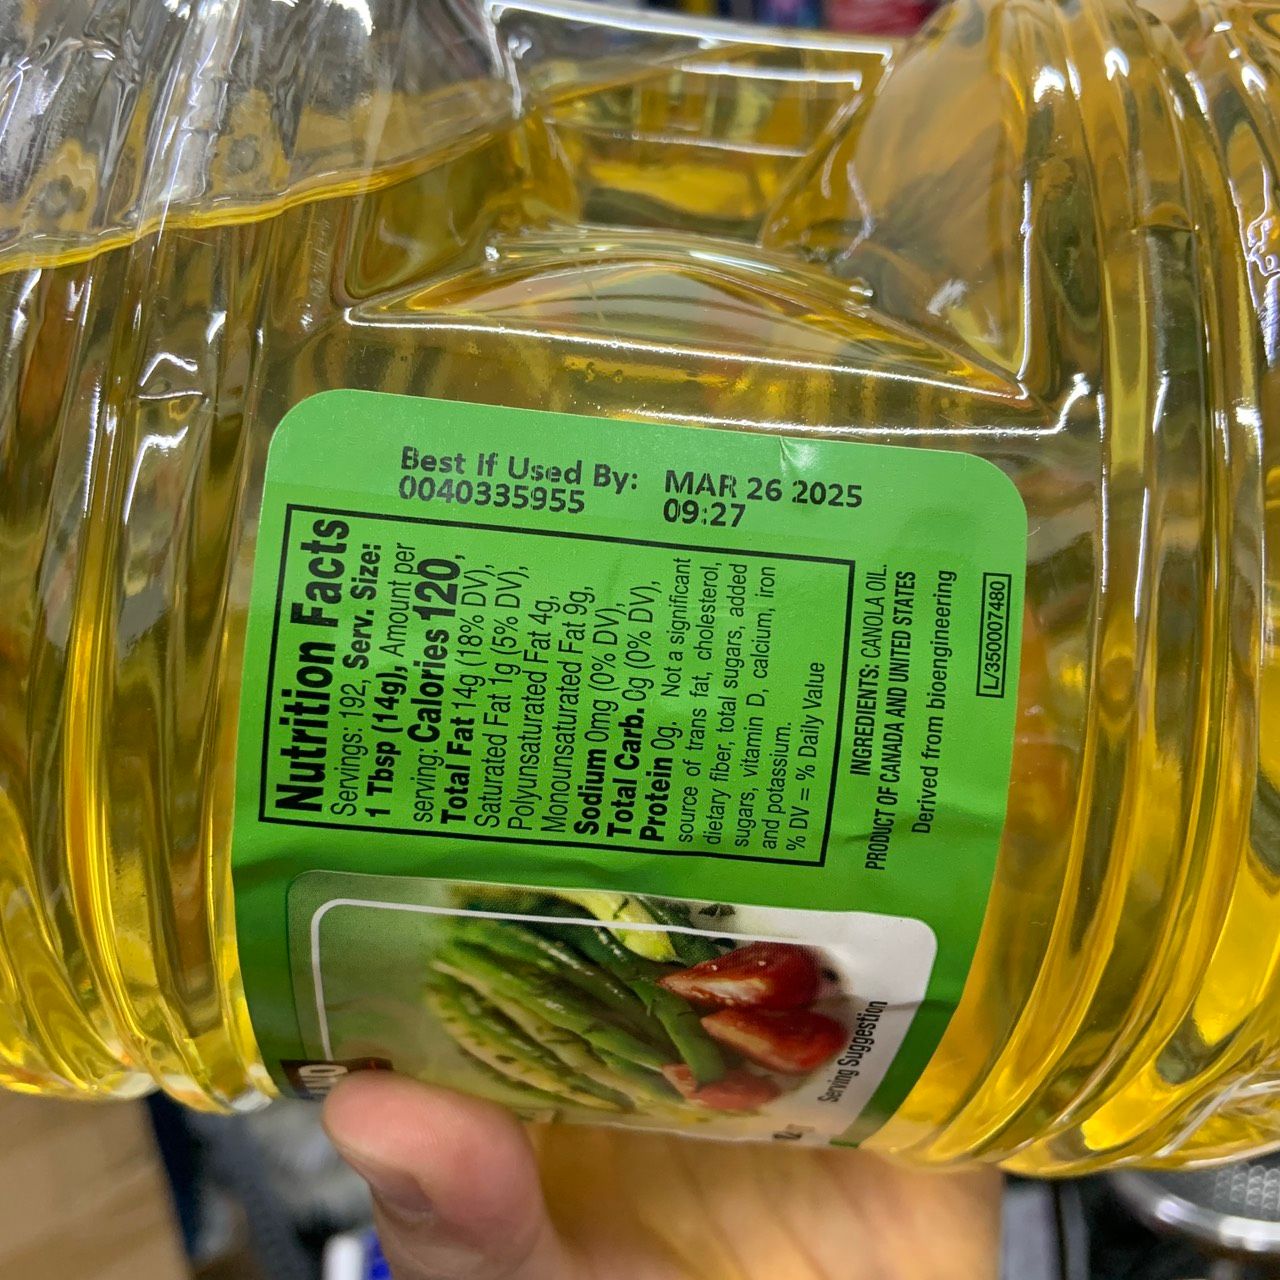 Best If Used By: MAR 26 2025
0040335955 09:27
Nutrition Facts
Servings: 192, Serv. Size:
1 Tbsp (14g), Amount per
serving: Calories 120,
Total Fat 14g (18% DV),
Saturated Fat 1g (5% DV),
Polyunsaturated Fat 4g,
Monounsaturated Fat 9g,
Sodium 0mg (0% DV),
Total Carb. 0g (0% DV),
Protein 0g. Not a significant
source of trans fat, cholesterol,
dietary fiber, total sugars, added
sugars, vitamin D, calcium, iron
and potassium.
% DV = % Daily Value
INGREDIENTS: CANOLA OIL.
PRODUCT OF CANADA AND UNITED STATES
Derived from bioengineering
L/350007480
Serving Suggestion